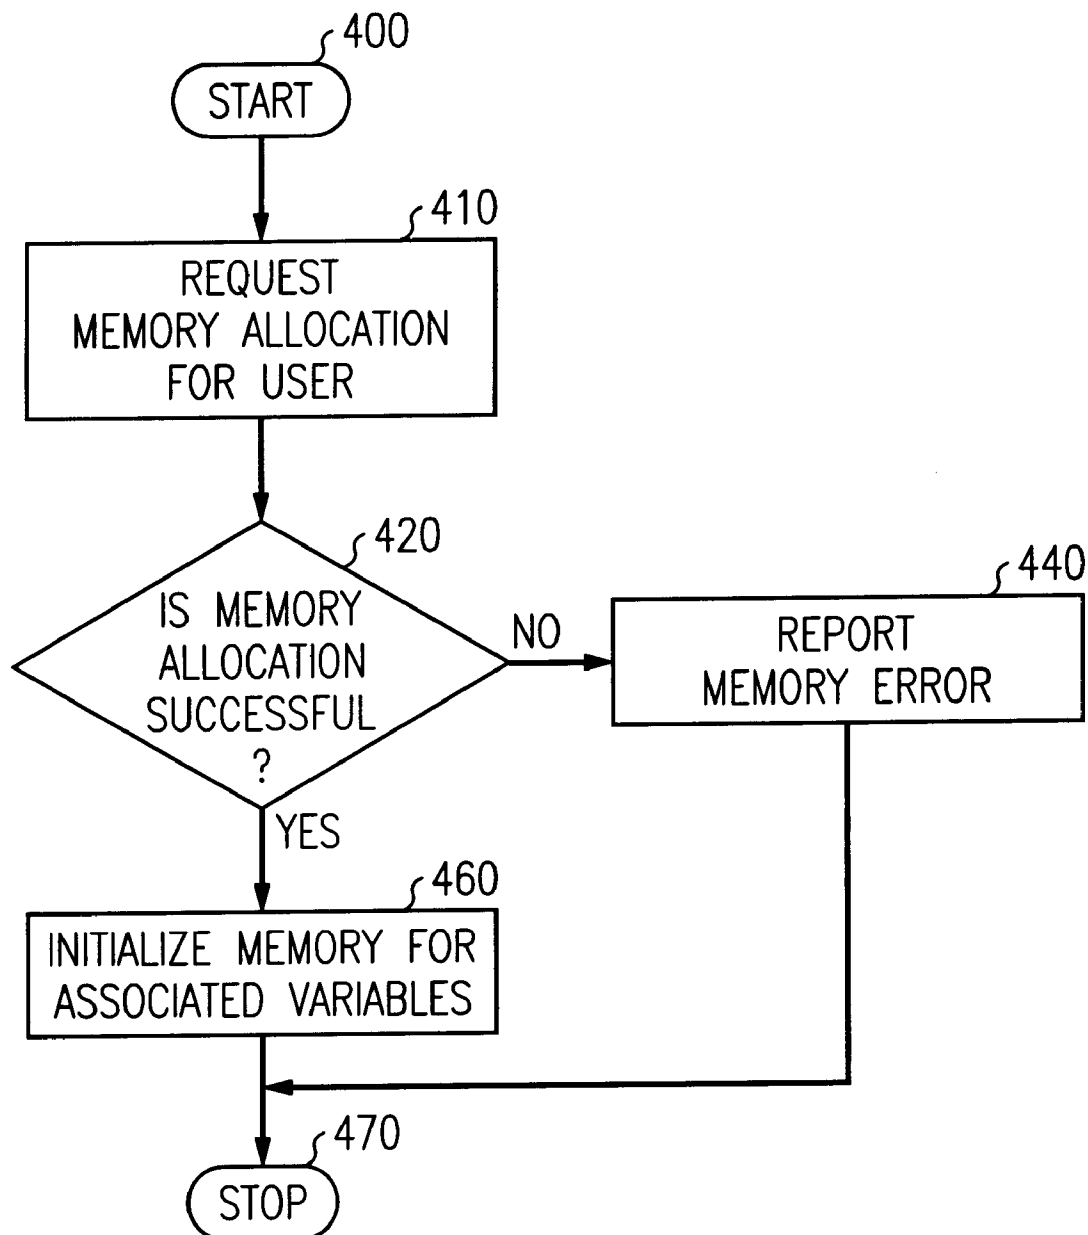 400
START
410
REQUEST
MEMORY ALLOCATION
FOR USER
420
IS MEMORY
ALLOCATION
SUCCESSFUL
?
NO
440
REPORT
MEMORY ERROR
YES
460
INITIALIZE MEMORY FOR
ASSOCIATED VARIABLES
470
STOP